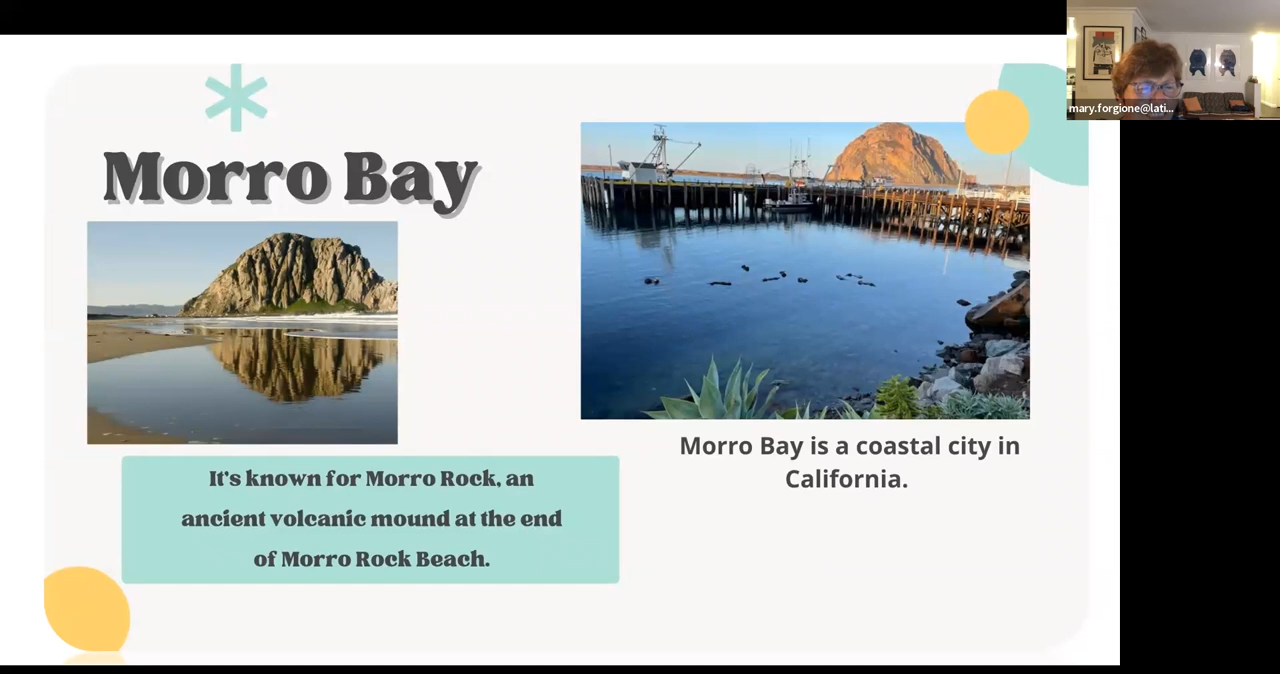 mary.forgione@lati...
Morro Bay
Morro Bay is a coastal city in
California.
It's known for Morro Rock, an
ancient volcanic mound at the end
of Morro Rock Beach.